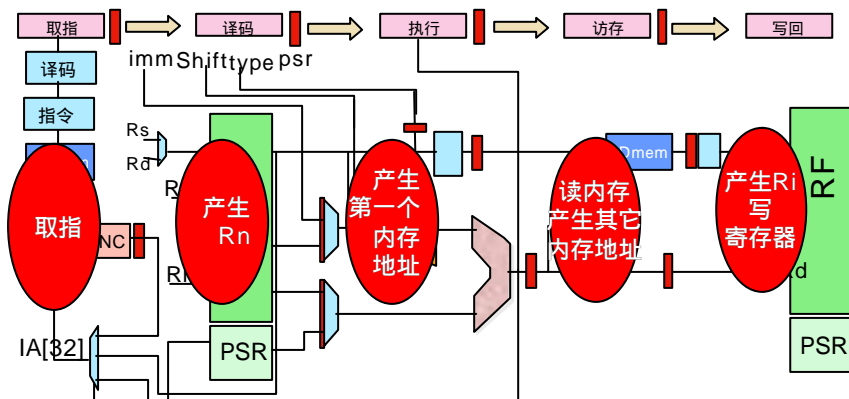 取指
译码
执行
访存
写回
译码
imm
Shift
type
psr
指令
Rs
Rd
Dmem
RF
取指
产生
Rn
产生
第一个
内存
地址
读内存
产生其它
内存地址
产生Ri
写
寄存器
NC
IA[32]
PSR
PSR